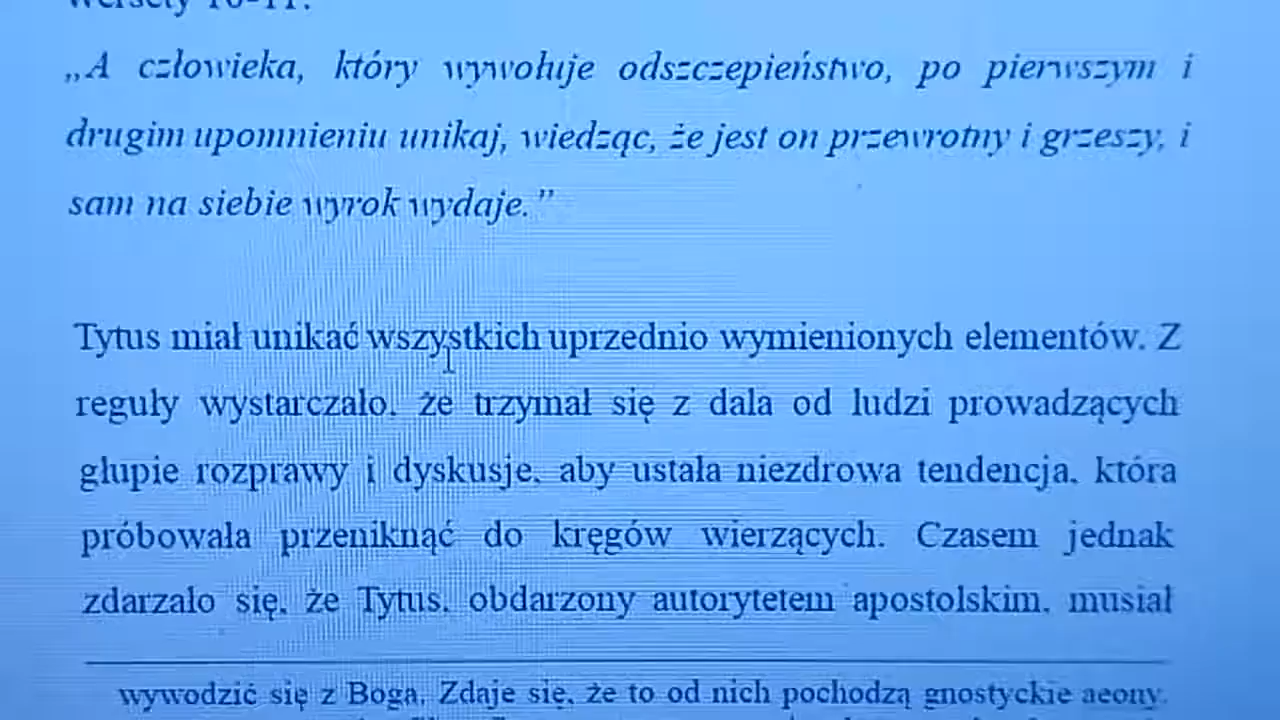 wersety 10-11:
„A człowieka, który wywołuje odszczepieństwo, po pierwszym i
drugim upomnieniu unikaj, wiedząc, że jest on przewrotny i grzeszy, i
sam na siebie wyrok wydaje.”
Tytus miał unikać wszystkich uprzednio wymienionych elementów. Z
reguły wystarczało, że trzymał się z dala od ludzi prowadzących
głupie rozprawy i dyskusje, aby ustała niezdrowa tendencja, która
próbowała przeniknąć do kręgów wierzących. Czasem jednak
zdarzało się, że Tytus, obdarzony autorytetem apostolskim, musiał
wywodzić się z Boga. Zdaje się, że to od nich pochodzą gnostyckie aeony.